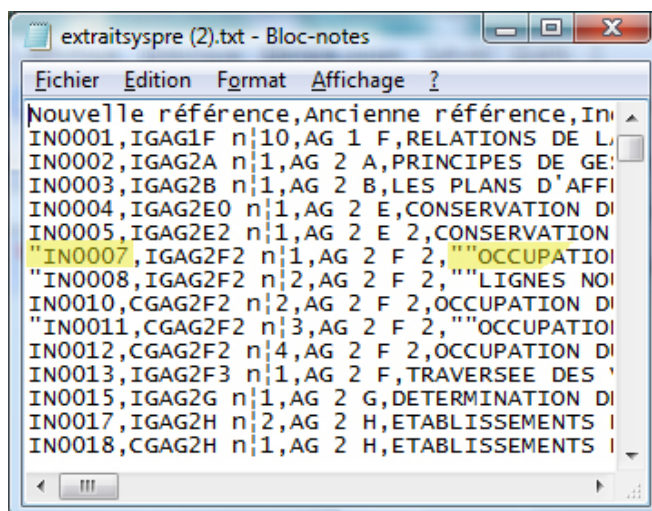 extraitsyspre (2).txt - Bloc-notes
Fichier Edition Format Affichage ?
Nouvelle référence,Ancienne référence,In
IN0001,IGAG1F n¦10,AG 1 F,RELATIONS DE L
IN0002,IGAG2A n¦1,AG 2 A,PRINCIPES DE GE
IN0003,IGAG2B n¦1,AG 2 B,LES PLANS D'AFF
IN0004,IGAG2E0 n¦1,AG 2 E,CONSERVATION D
IN0005,IGAG2E2 n¦1,AG 2 E 2,CONSERVATION
"IN0007,IGAG2F2 n¦1,AG 2 F 2,""OCCUPATIO
"IN0008,IGAG2F2 n¦2,AG 2 F 2,""LIGNES NO
IN0010,CGAG2F2 n¦2,AG 2 F 2,OCCUPATION D
"IN0011,CGAG2F2 n¦3,AG 2 F 2,""OCCUPATIO
IN0012,CGAG2F2 n¦4,AG 2 F 2,OCCUPATION D
IN0013,IGAG2F3 n¦1,AG 2 F,TRAVERSEE DES
IN0015,IGAG2G n¦1,AG 2 G,DETERMINATION D
IN0017,IGAG2H n¦2,AG 2 H,ETABLISSEMENTS
IN0018,CGAG2H n¦1,AG 2 H,ETABLISSEMENTS